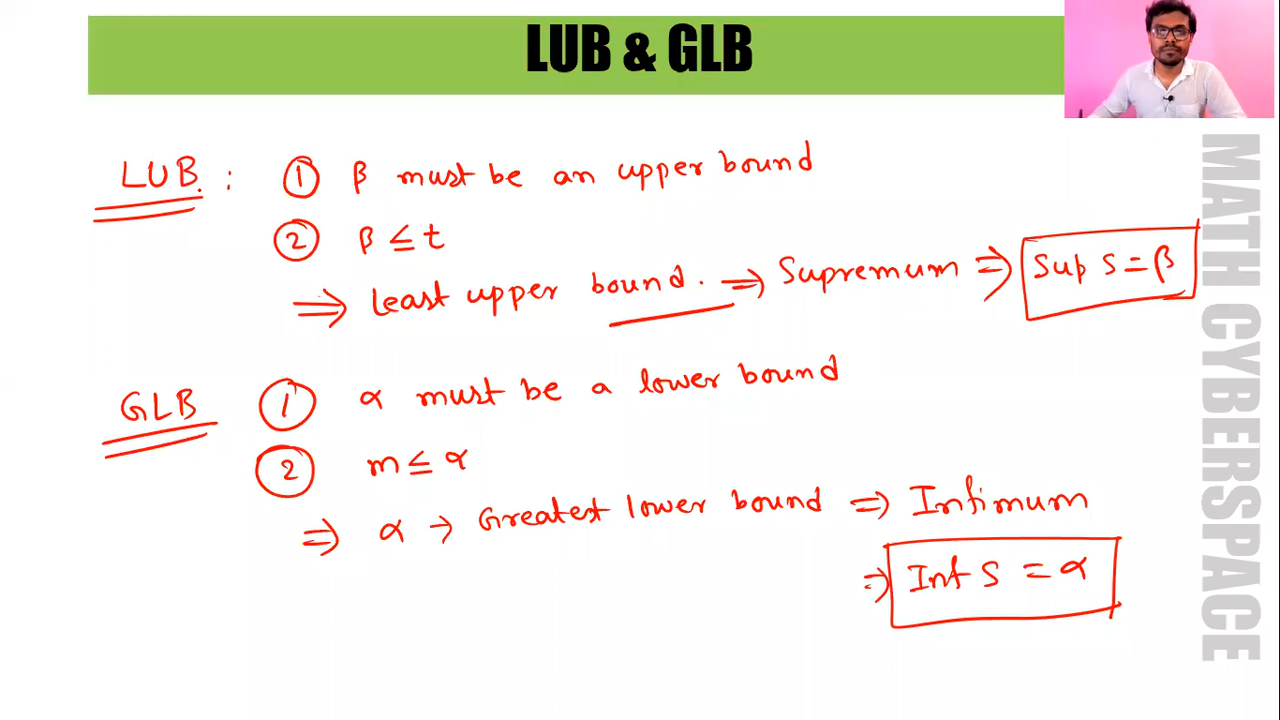 LUB & GLB
LUB : ① β must be an upper bound
② β ≤ t
⇒ Least upper bound. ⇒ Supremum ⇒ Sup S = β
GLB ① α must be a lower bound
② m ≤ α
⇒ α → Greatest lower bound ⇒ Infimum
⇒ Inf S = α
MATH CYBERSPACE